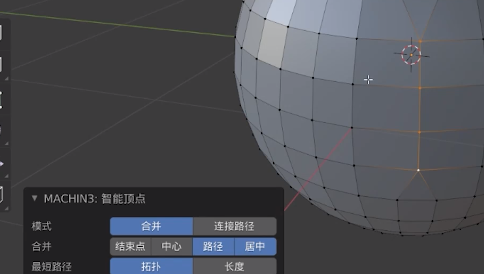 MACHIN3: 智能顶点
模式 合并 连接路径
合并 结束点 中心 路径 居中
最短路径 拓扑 长度